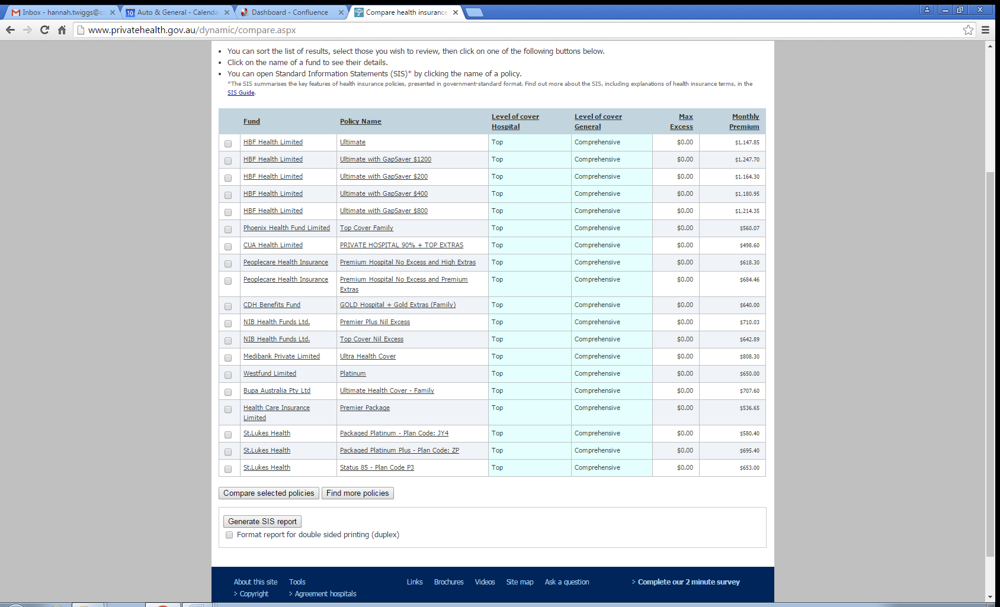 Inbox - hannah.twiggs@c
10 Auto & General - Calenda
Dashboard - Confluence
Compare health insurance
www.privatehealth.gov.au/dynamic/compare.aspx
• You can sort the list of results, select those you wish to review, then click on one of the following buttons below.
• Click on the name of a fund to see their details.
• You can open Standard Information Statements (SIS)* by clicking the name of a policy.
*The SIS summarises the key features of health insurance policies, presented in government-standard format. Find out more about the SIS, including explanations of health insurance terms, in the
SIS Guide.
Fund Policy Name Level of cover Hospital Level of cover General Max Excess Monthly Premium
HBF Health Limited Ultimate Top Comprehensive $0.00 $1,147.85
HBF Health Limited Ultimate with GapSaver $1200 Top Comprehensive $0.00 $1,247.70
HBF Health Limited Ultimate with GapSaver $200 Top Comprehensive $0.00 $1,164.30
HBF Health Limited Ultimate with GapSaver $400 Top Comprehensive $0.00 $1,180.95
HBF Health Limited Ultimate with GapSaver $800 Top Comprehensive $0.00 $1,214.35
Phoenix Health Fund Limited Top Cover Family Top Comprehensive $0.00 $560.07
CUA Health Limited PRIVATE HOSPITAL 90% + TOP EXTRAS Top Comprehensive $0.00 $498.60
Peoplecare Health Insurance Premium Hospital No Excess and High Extras Top Comprehensive $0.00 $618.30
Peoplecare Health Insurance Premium Hospital No Excess and Premium Extras Top Comprehensive $0.00 $684.46
CDH Benefits Fund GOLD Hospital + Gold Extras (Family) Top Comprehensive $0.00 $640.00
NIB Health Funds Ltd. Premier Plus Nil Excess Top Comprehensive $0.00 $710.03
NIB Health Funds Ltd. Top Cover Nil Excess Top Comprehensive $0.00 $642.89
Medibank Private Limited Ultra Health Cover Top Comprehensive $0.00 $808.30
Westfund Limited Platinum Top Comprehensive $0.00 $650.00
Bupa Australia Pty Ltd Ultimate Health Cover - Family Top Comprehensive $0.00 $707.60
Health Care Insurance Limited Premier Package Top Comprehensive $0.00 $536.65
St.Lukes Health Packaged Platinum - Plan Code: JY4 Top Comprehensive $0.00 $580.40
St.Lukes Health Packaged Platinum Plus - Plan Code: ZP Top Comprehensive $0.00 $695.40
St.Lukes Health Status 85 - Plan Code P3 Top Comprehensive $0.00 $653.00
Compare selected policies Find more policies
Generate SIS report
Format report for double sided printing (duplex)
About this site Tools Links Brochures Videos Site map Ask a question Complete our 2 minute survey
Copyright Agreement hospitals